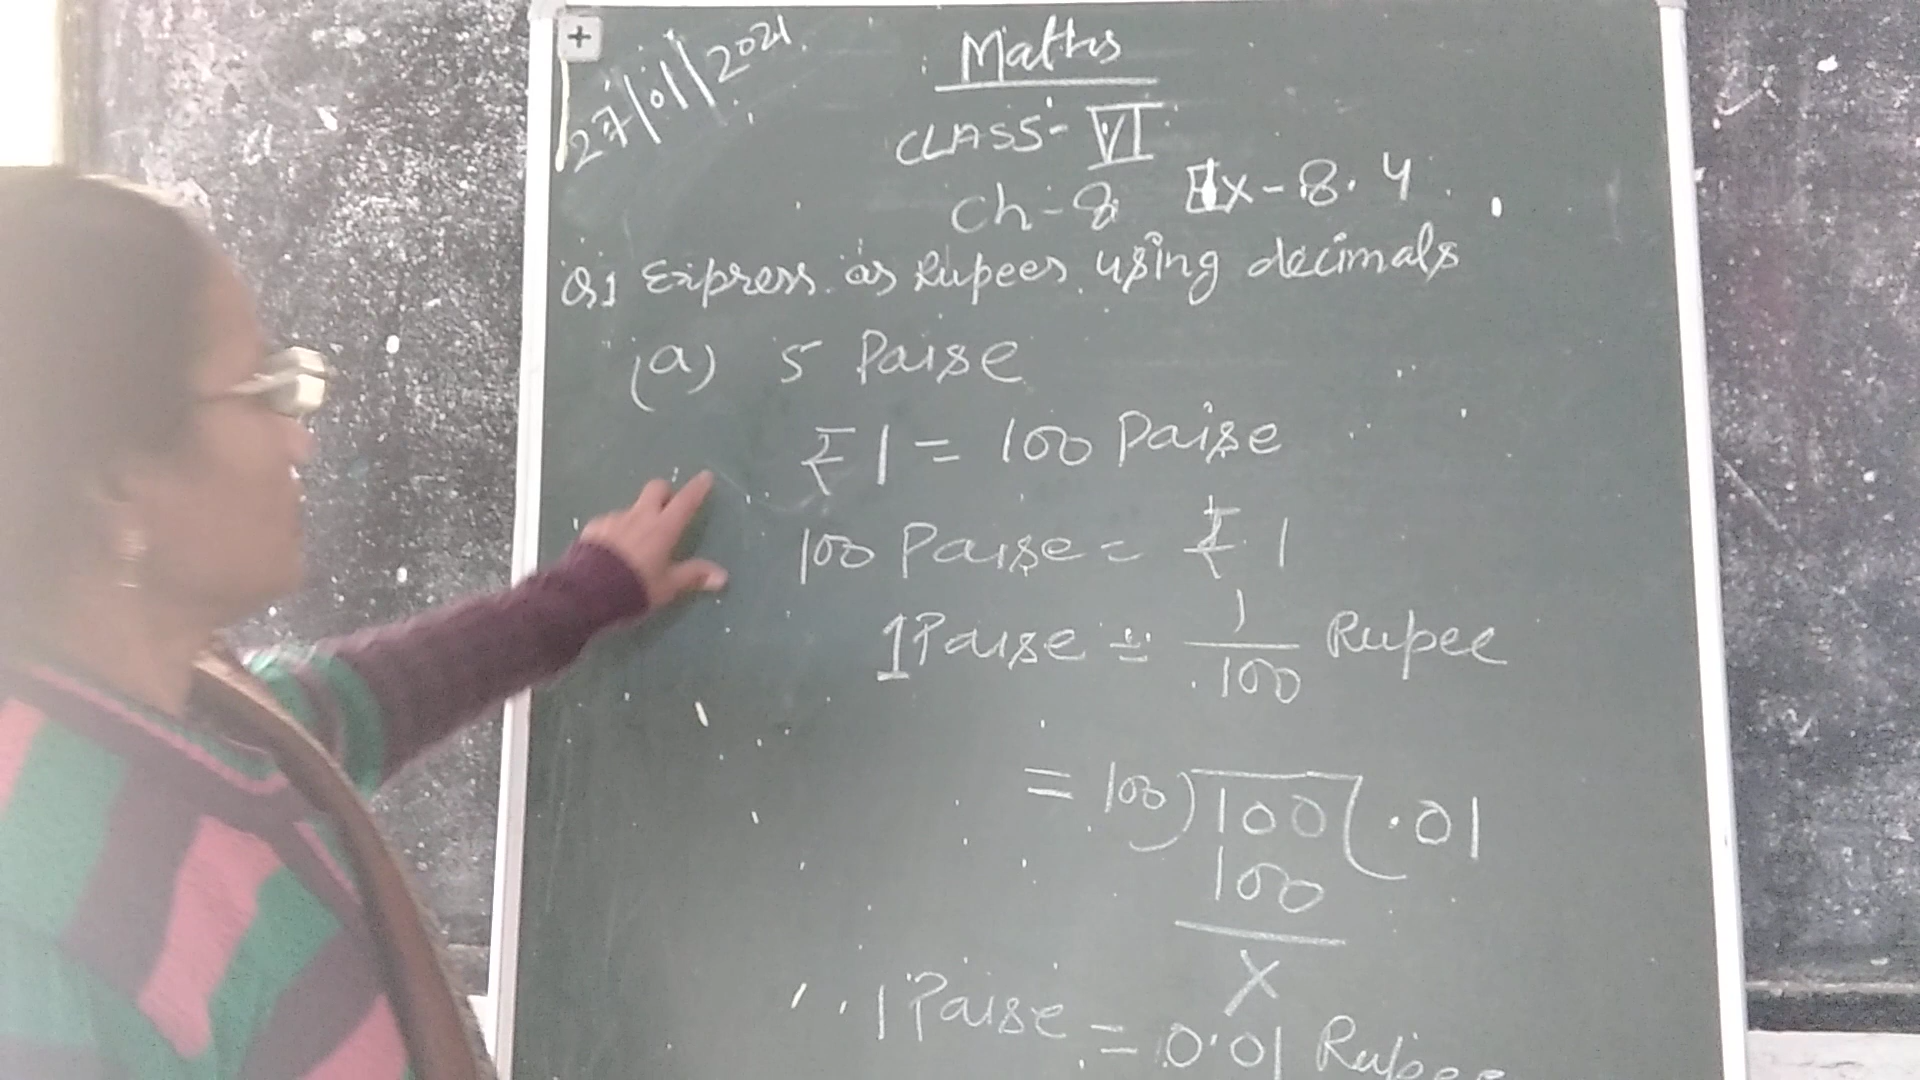 27/01/2021
Maths
CLASS- VI
Ch-8 Ex-8.4
Q1 Express as Rupees using decimals
(a) 5 Paise
₹1 = 100 Paise
100 Paise = ₹ 1
1 Paise = 1/100 Rupee
= 100)100(.01
100
X
∴ 1 Paise = 0.01 Rupee